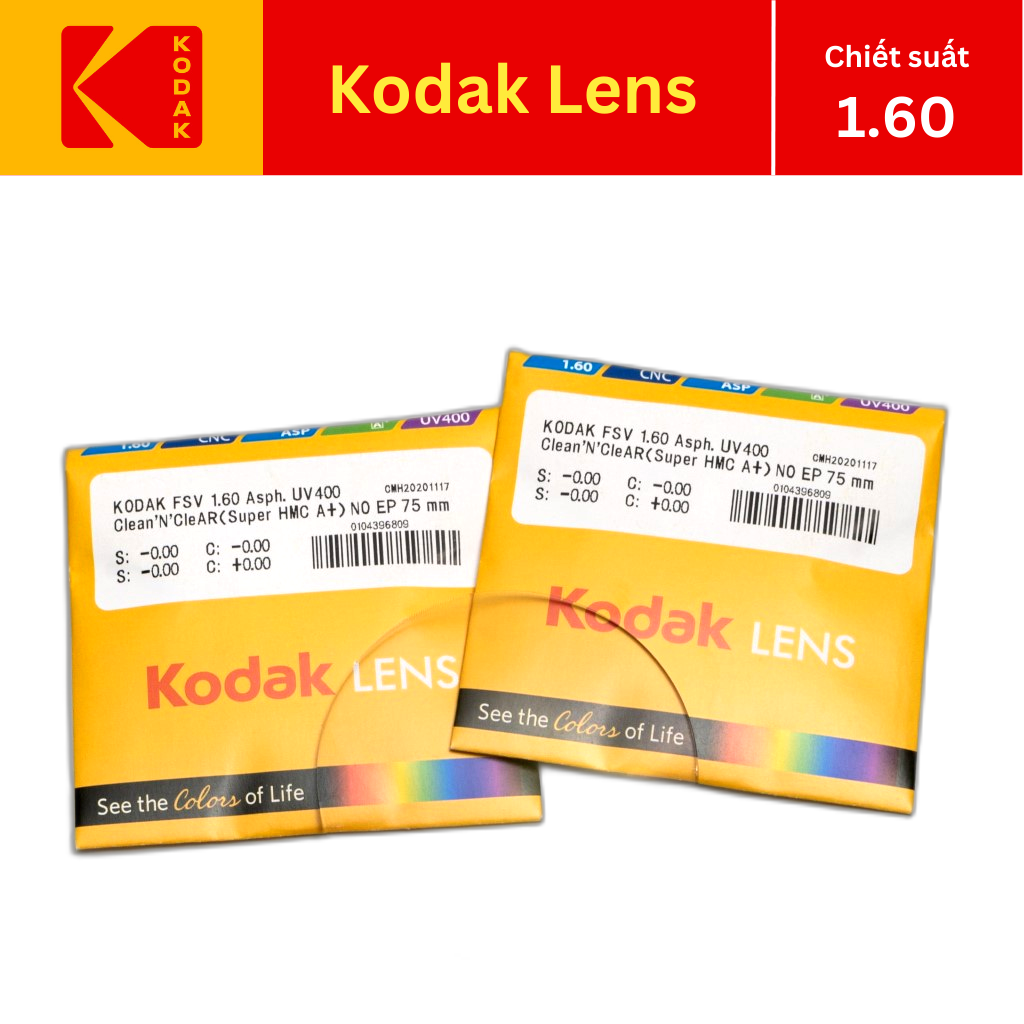 KODAK
Kodak Lens
Chiết suất
1.60
1.60 CNC ASP UV400
KODAK FSV 1.60 Asph. UV400
CMH20201117
Clean'N'CleAR(Super HMC A+) NO EP 75 mm
0104396809
S: -0.00 C: -0.00
S: -0.00 C: +0.00
Kodak LENS
See the Colors of Life
1.60 CNC ASP UV400
KODAK FSV 1.60 Asph. UV400
CMH20201117
Clean'N'CleAR(Super HMC A+) NO EP 75 mm
0104396809
S: -0.00 C: -0.00
S: -0.00 C: +0.00
Kodak LENS
See the Colors of Life